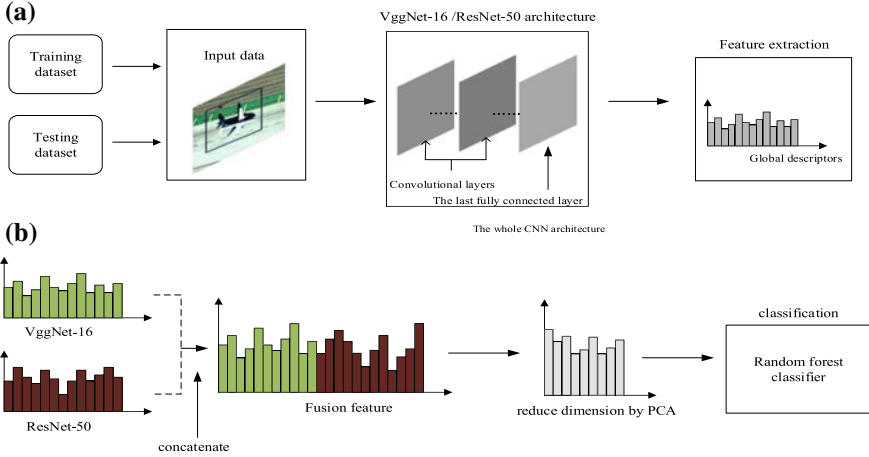 (a)
VggNet-16 /ResNet-50 architecture
Training
dataset
Input data
Feature extraction
Testing
dataset
Global descriptors
Convolutional layers
The last fully connected layer
The whole CNN architecture
(b)
VggNet-16
classification
Random forest
classifier
Fusion feature
reduce dimension by PCA
ResNet-50
concatenate